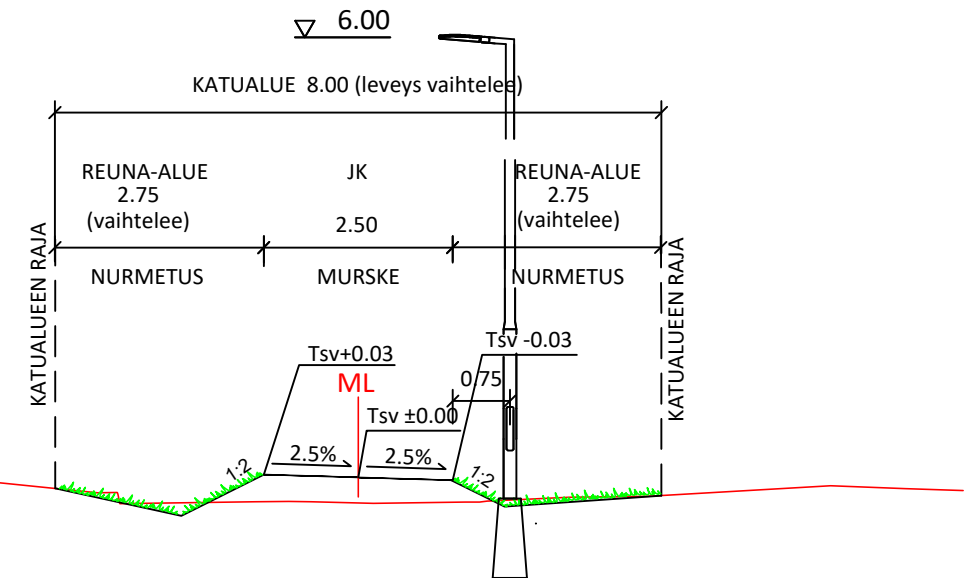 6.00
KATUALUE 8.00 (leveys vaihtelee)
REUNA-ALUE
2.75
(vaihtelee)
JK
2.50
REUNA-ALUE
2.75
(vaihtelee)
KATUALUEEN RAJA
NURMETUS
MURSKE
NURMETUS
KATUALUEEN RAJA
Tsv+0.03
Tsv -0.03
ML
0.75
Tsv ±0.00
1:2
2.5%
2.5%
1:2